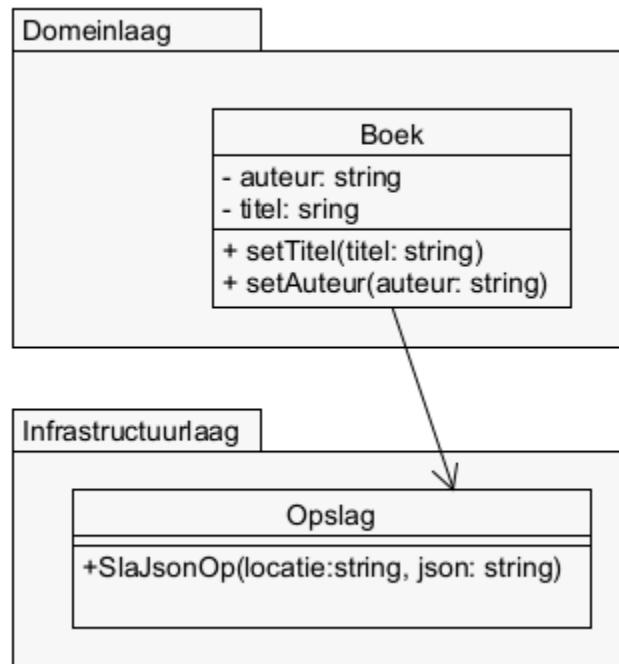 Domeinlaag
Boek
- auteur: string
- titel: sring
+ setTitel(titel: string)
+ setAuteur(auteur: string)
Infrastructuurlaag
Opslag
+SlaJsonOp(locatie:string, json: string)